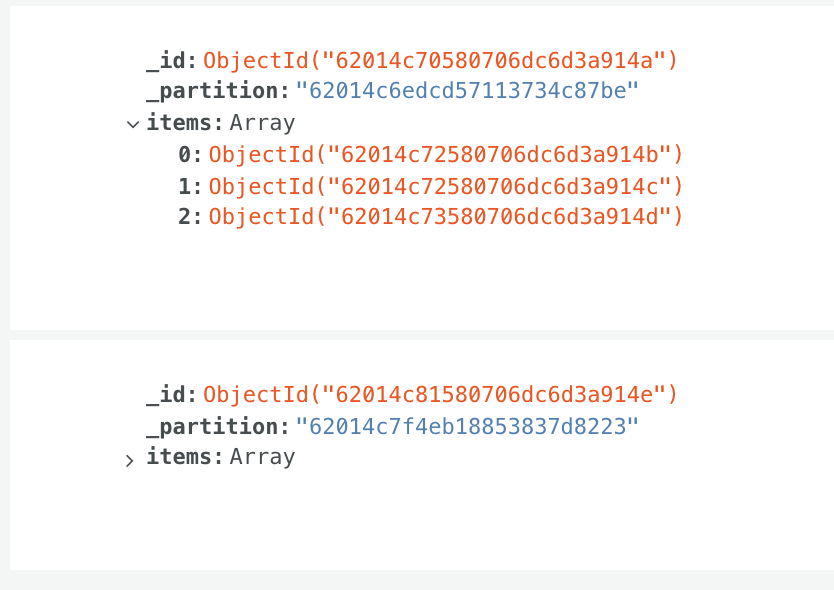 _id: ObjectId("62014c70580706dc6d3a914a")
_partition: "62014c6edcd57113734c87be"
items: Array
0: ObjectId("62014c72580706dc6d3a914b")
1: ObjectId("62014c72580706dc6d3a914c")
2: ObjectId("62014c73580706dc6d3a914d")
_id: ObjectId("62014c81580706dc6d3a914e")
_partition: "62014c7f4eb18853837d8223"
items: Array